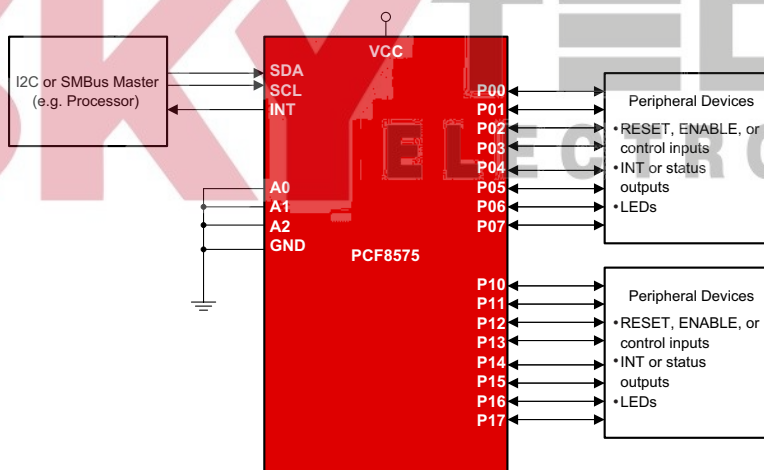 VCC
I2C or SMBus Master
(e.g. Processor)
SDA
SCL
INT
A0
A1
A2
GND
PCF8575
P00
P01
P02
P03
P04
P05
P06
P07
P10
P11
P12
P13
P14
P15
P16
P17
Peripheral Devices
•RESET, ENABLE, or
control inputs
•INT or status
outputs
•LEDs
Peripheral Devices
•RESET, ENABLE, or
control inputs
•INT or status
outputs
•LEDs
SKYTEC
ELECTRO